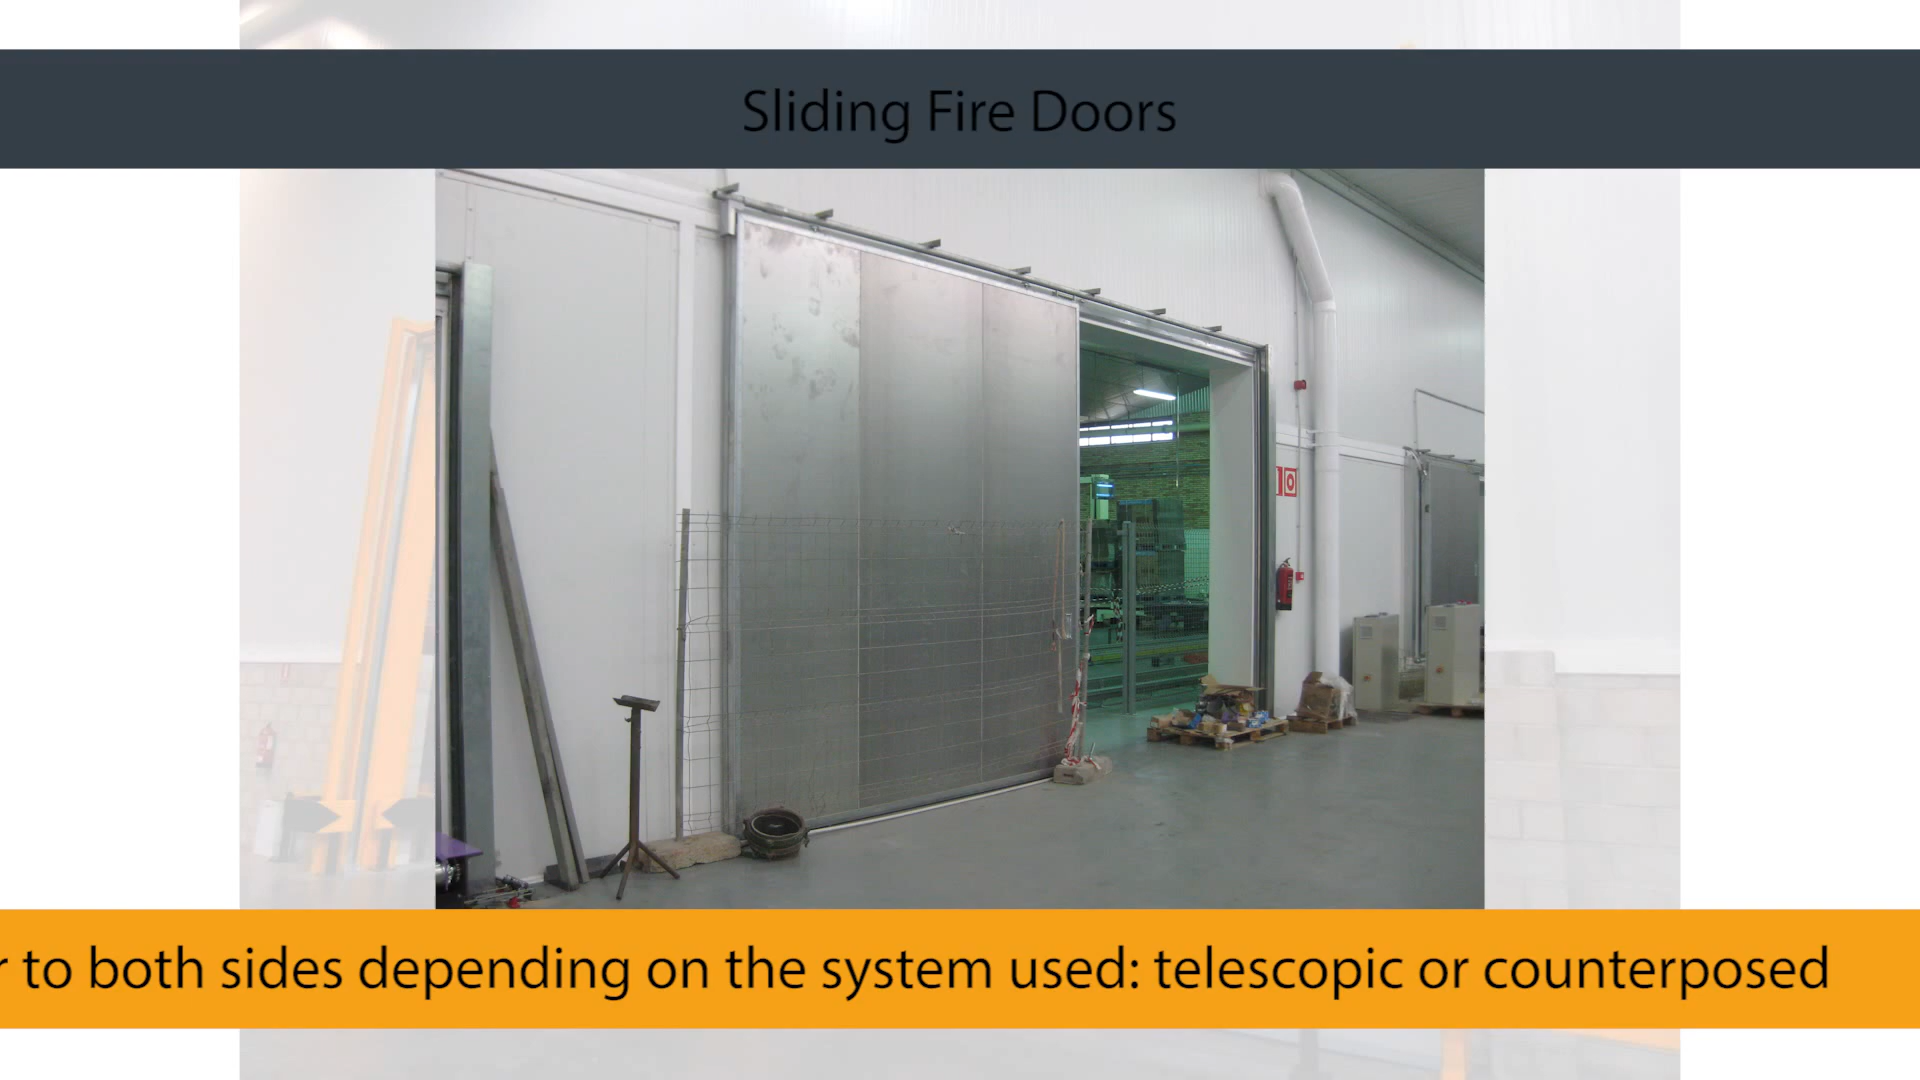 Sliding Fire Doors
to both sides depending on the system used: telescopic or counterposed